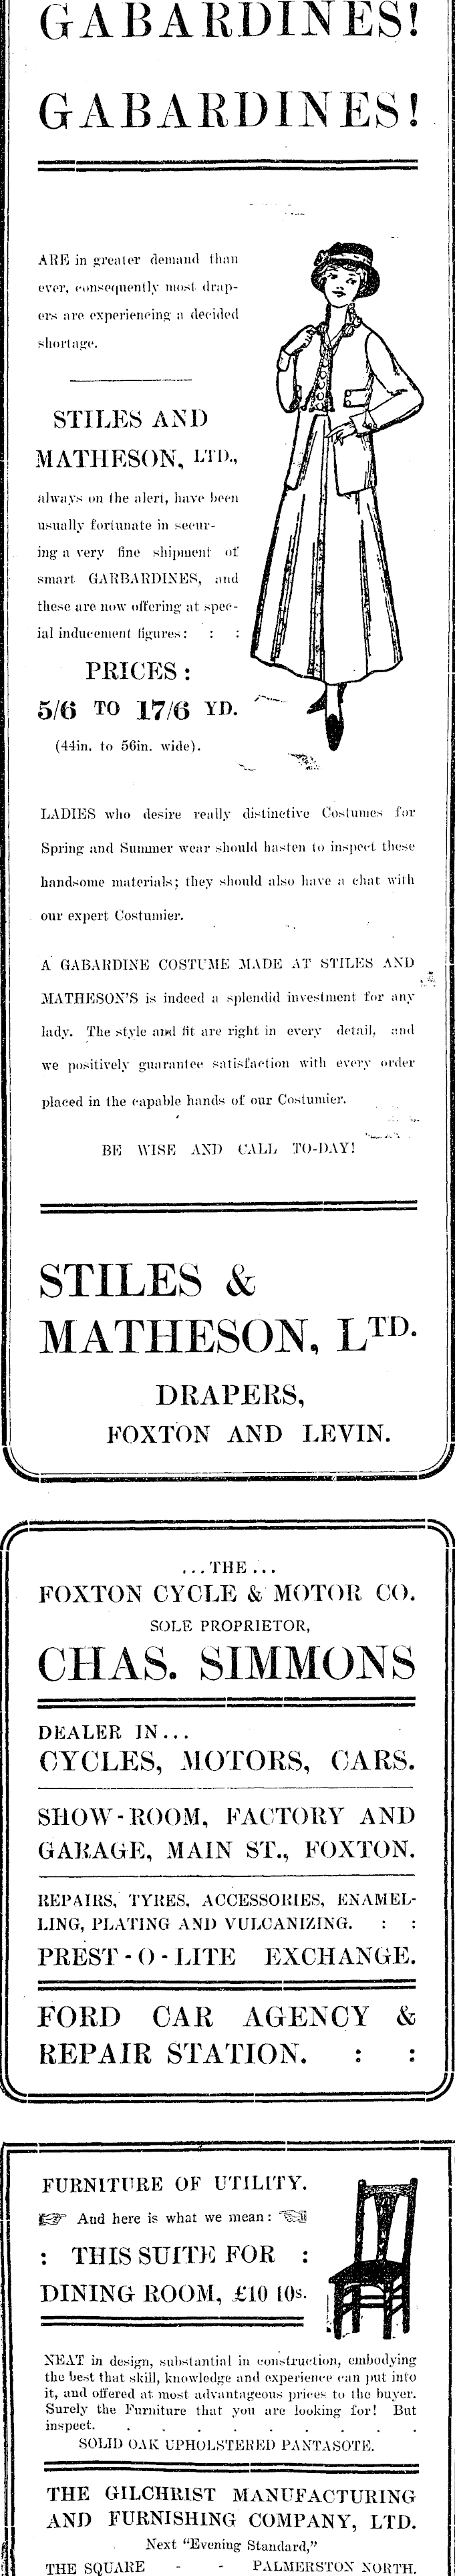 GABARDINES!
GABARDINES!
ARE in greater demand than
ever, consequently most drap-
ers are experiencing a decided
shortage.
STILES AND
MATHESON, LTD.,
always on the alert, have been
usually fortunate in secur-
ing a very fine shipment of
smart GARBARDINES, and
these are now offering at spec-
ial inducement figures: : :
PRICES:
5/6 TO 17/6 YD.
(44in. to 56in. wide).
LADIES who desire really distinctive Costumes for
Spring and Summer wear should hasten to inspect these
handsome materials; they should also have a chat with
our expert Costumier.
A GABARDINE COSTUME MADE AT STILES AND
MATHESON'S is indeed a splendid investment for any
lady. The style and fit are right in every detail, and
we positively guarantee satisfaction with every order
placed in the capable hands of our Costumier.
BE WISE AND CALL TO-DAY!
STILES &
MATHESON, LTD.
DRAPERS,
FOXTON AND LEVIN.
...THE...
FOXTON CYCLE & MOTOR CO.
SOLE PROPRIETOR,
CHAS. SIMMONS
DEALER IN...
CYCLES, MOTORS, CARS.
SHOW-ROOM, FACTORY AND
GARAGE, MAIN ST., FOXTON.
REPAIRS, TYRES, ACCESSORIES, ENAMEL-
LING, PLATING AND VULCANIZING. : :
PREST-O-LITE EXCHANGE.
FORD CAR AGENCY &
REPAIR STATION. : :
FURNITURE OF UTILITY.
And here is what we mean:
: THIS SUITE FOR :
DINING ROOM, £10 10s.
NEAT in design, substantial in construction, embodying
the best that skill, knowledge and experience can put into
it, and offered at most advantageous prices to the buyer.
Surely the Furniture that you are looking for! But
inspect. . . . . . . . .
SOLID OAK UPHOLSTERED PANTASOTE.
THE GILCHRIST MANUFACTURING
AND FURNISHING COMPANY, LTD.
Next "Evening Standard,"
THE SQUARE - - PALMERSTON NORTH.